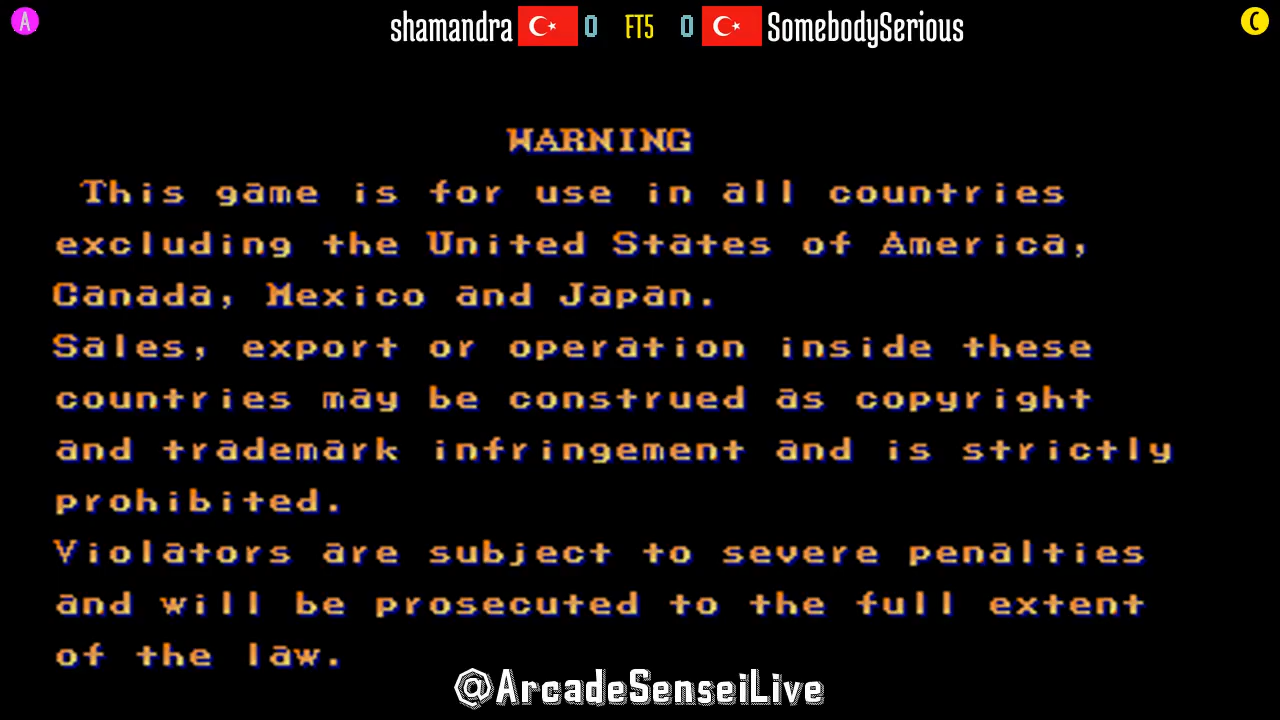 A shamandra 0 FT5 0 SomebodySerious C
WARNING
This game is for use in all countries
excluding the United States of America,
Canada, Mexico and Japan.
Sales, export or operation inside these
countries may be construed as copyright
and trademark infringement and is strictly
prohibited.
Violators are subject to severe penalties
and will be prosecuted to the full extent
of the law.
@ArcadeSenseiLive